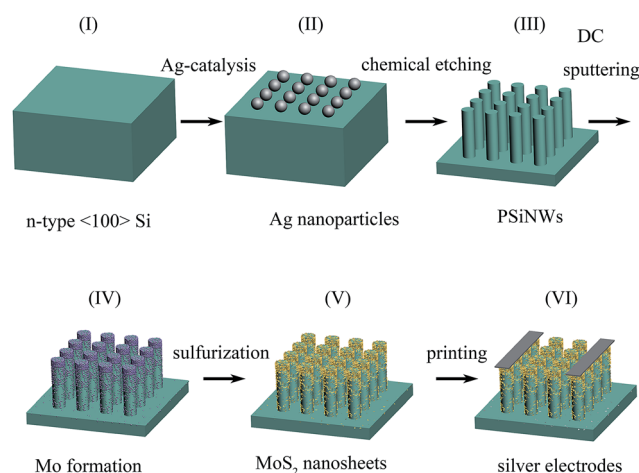 (I)
(II)
(III)
DC
Ag-catalysis
chemical etching
sputtering
n-type <100> Si
Ag nanoparticles
PSiNWs
(IV)
(V)
(VI)
sulfurization
printing
Mo formation
MoS₂ nanosheets
silver electrodes